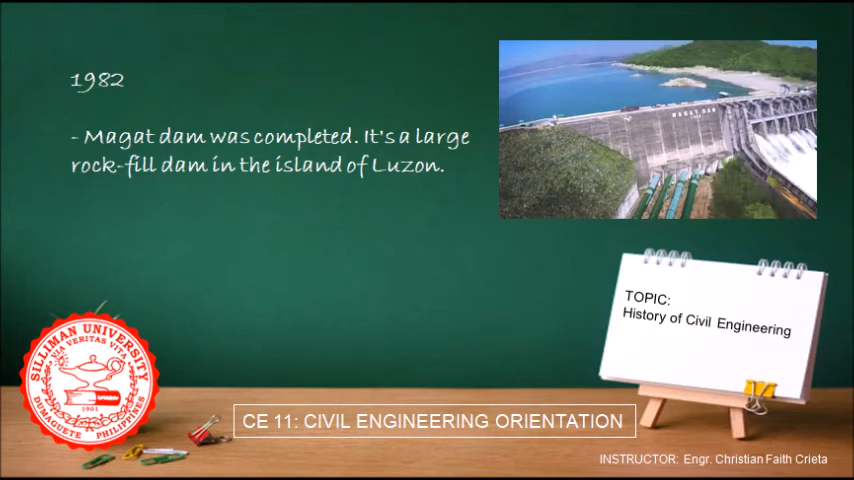 1982
- Magat dam was completed. It's a large
rock-fill dam in the island of Luzon.
MAGAT DAM
TOPIC:
History of Civil Engineering
SILLIMAN UNIVERSITY
VIA VERITAS VITA
1901
DUMAGUETE PHILIPPINES
CE 11: CIVIL ENGINEERING ORIENTATION
INSTRUCTOR: Engr. Christian Faith Crieta